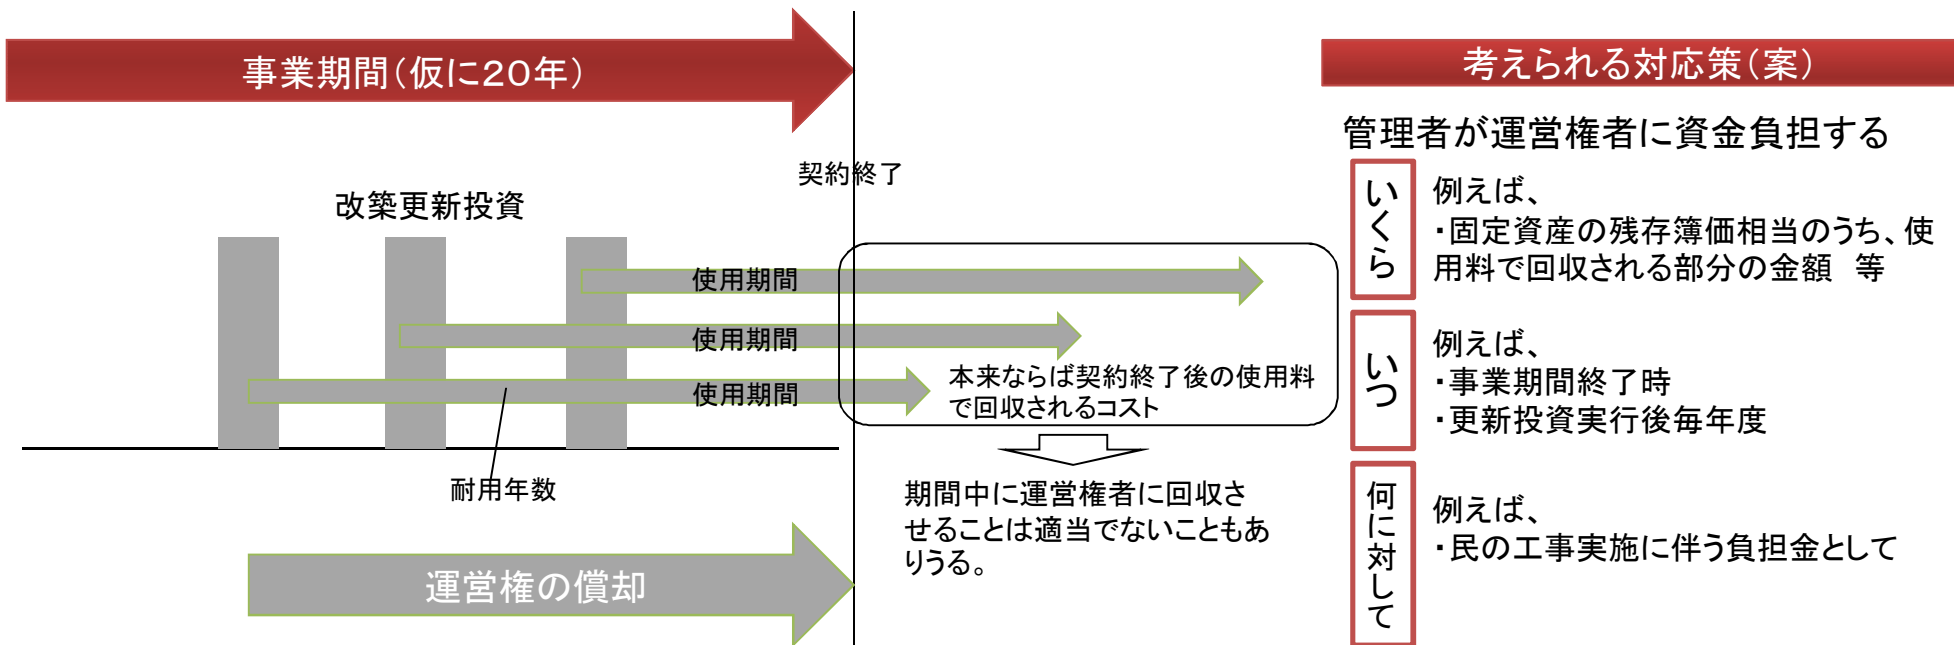 事業期間（仮に２０年）
契約終了
改築更新投資
使用期間
使用期間
使用期間
本来ならば契約終了後の使用料
で回収されるコスト
耐用年数
期間中に運営権者に回収さ
せることは適当でないこともあ
りうる。
運営権の償却
考えられる対応策（案）
管理者が運営権者に資金負担する
いくら
例えば、
・固定資産の残存簿価相当のうち、使
用料で回収される部分の金額　等
いつ
例えば、
・事業期間終了時
・更新投資実行後毎年度
何に対して
例えば、
・民の工事実施に伴う負担金として